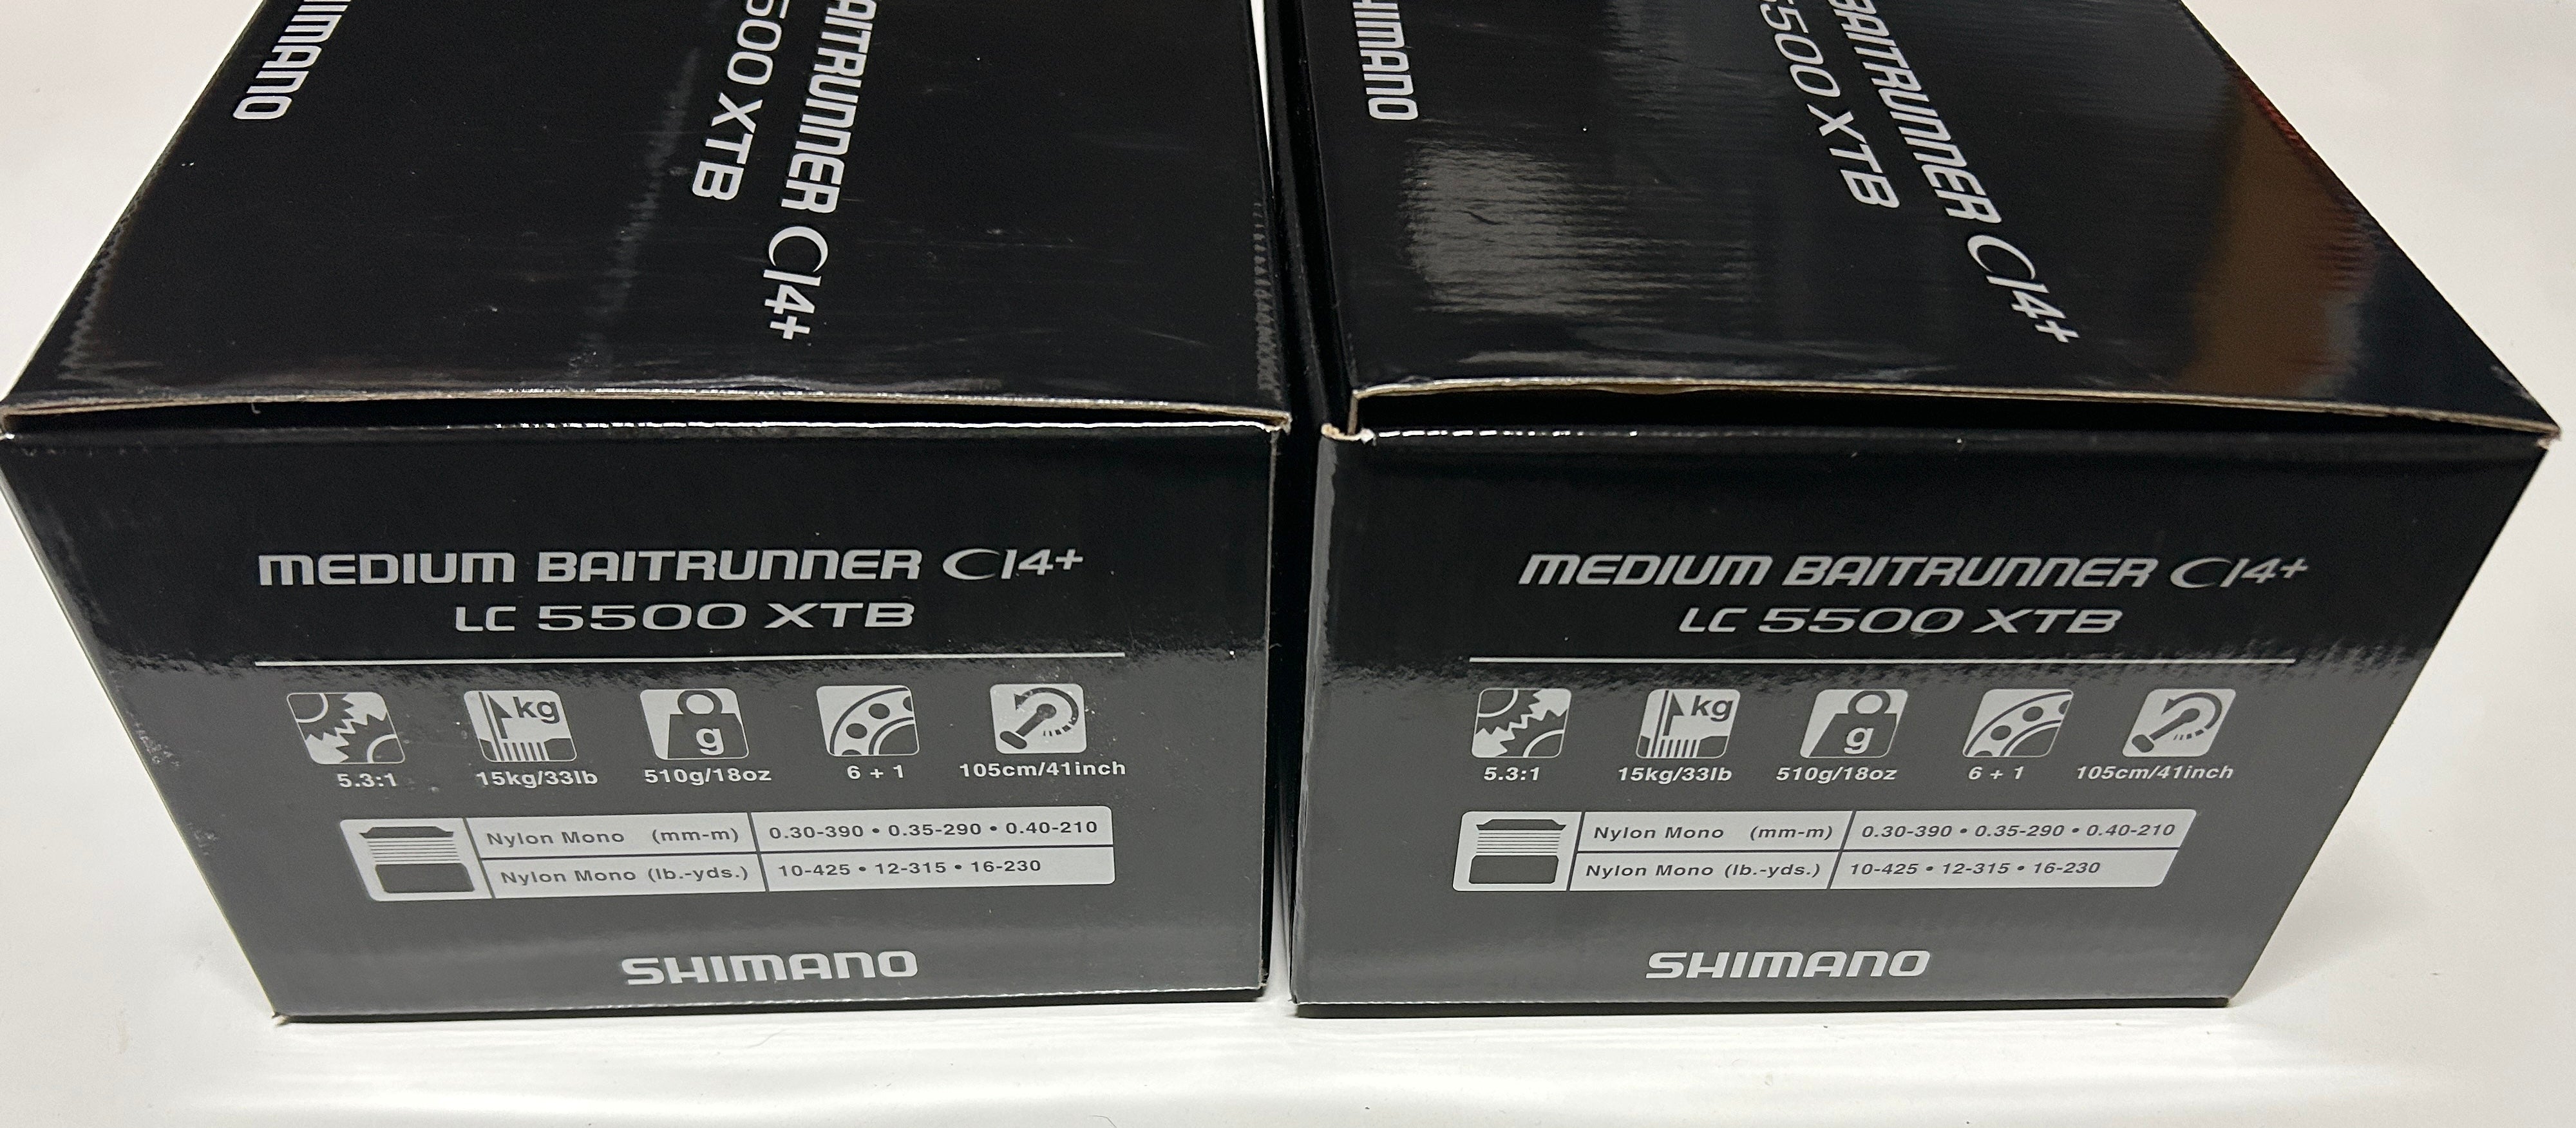 SHIMANO
BAITRUNNER CI4+
5500 XTB
SHIMANO
BAITRUNNER CI4+
5500 XTB
MEDIUM BAITRUNNER CI4+
LC 5500 XTB
kg
g
5.3:1 15kg/33lb 510g/18oz 6 + 1 105cm/41inch
Nylon Mono (mm-m) 0.30-390 • 0.35-290 • 0.40-210
Nylon Mono (lb.-yds.) 10-425 • 12-315 • 16-230
SHIMANO
MEDIUM BAITRUNNER CI4+
LC 5500 XTB
kg
g
5.3:1 15kg/33lb 510g/18oz 6 + 1 105cm/41inch
Nylon Mono (mm-m) 0.30-390 • 0.35-290 • 0.40-210
Nylon Mono (lb.-yds.) 10-425 • 12-315 • 16-230
SHIMANO